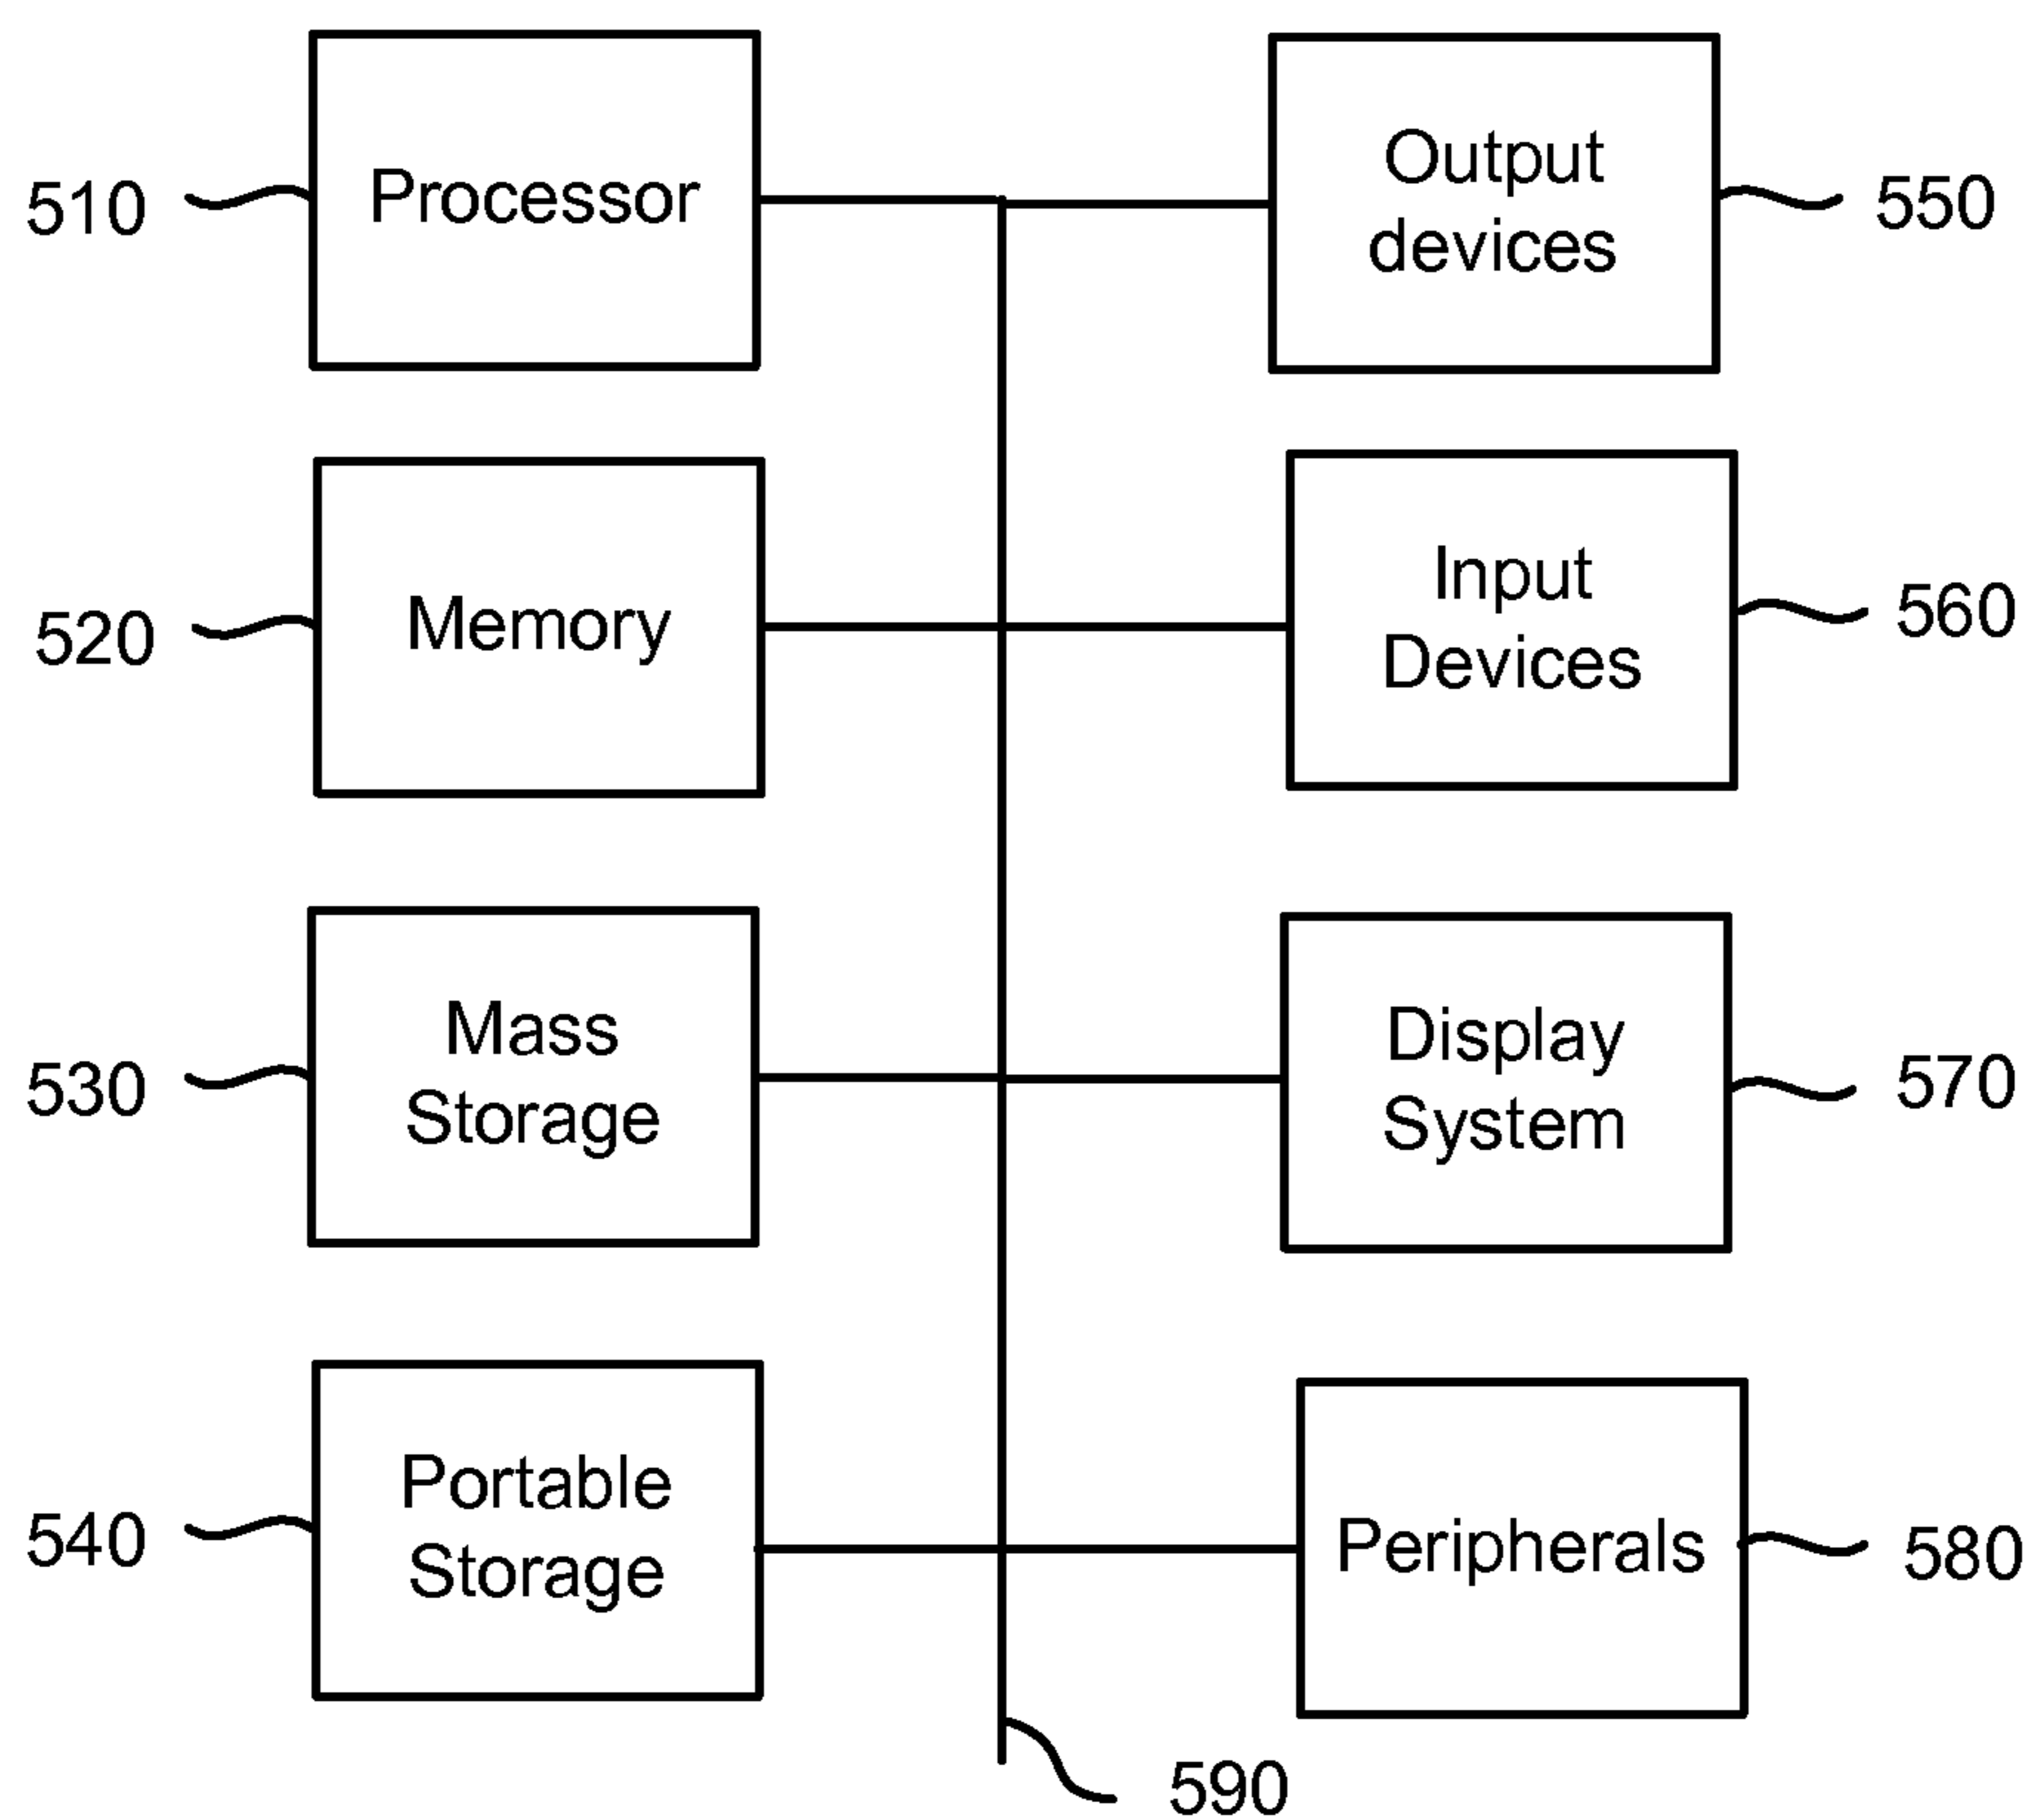 510
Processor
Output
devices
550
520
Memory
Input
Devices
560
530
Mass
Storage
Display
System
570
540
Portable
Storage
Peripherals
580
590